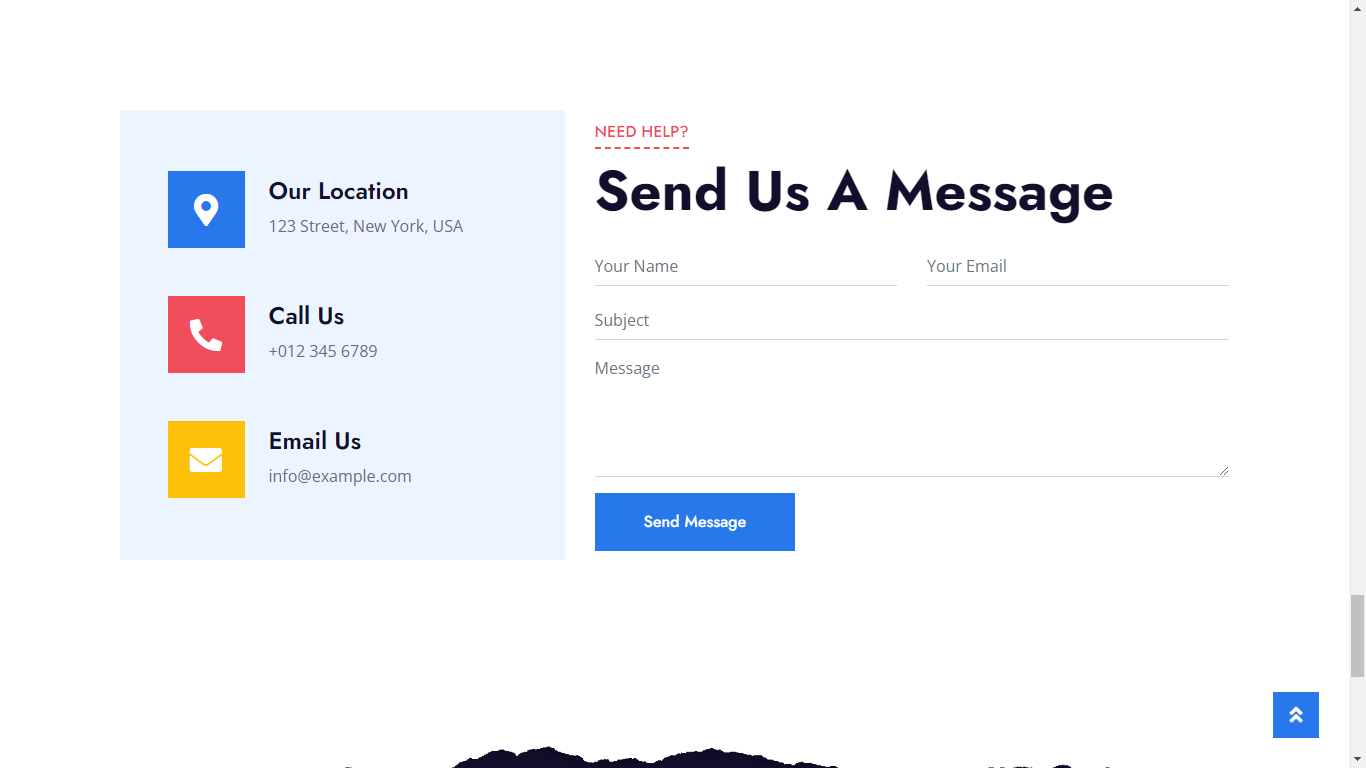 Our Location
123 Street, New York, USA
Call Us
+012 345 6789
Email Us
info@example.com
NEED HELP?
Send Us A Message
Your Name
Your Email
Subject
Message
Send Message